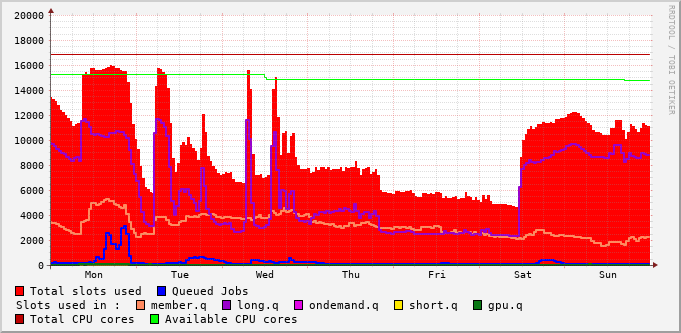 RRDTOOL / TOBI OETIKER
20000
18000
16000
14000
12000
10000
8000
6000
4000
2000
0
Mon Tue Wed Thu Fri Sat Sun
Total slots used Queued Jobs
Slots used in : member.q long.q ondemand.q short.q gpu.q
Total CPU cores Available CPU cores